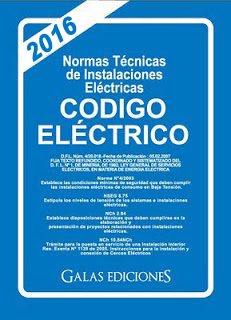 2016
Normas Técnicas
de Instalaciones
Eléctricas
CODIGO
ELÉCTRICO
D.F.L. Núm. 4/20.018.-Fecha de Publicación : 05.02.2007
FIJA TEXTO REFUNDIDO, COORDINADO Y SISTEMATIZADO DEL
D. F. L. Nº 1, DE MINERIA, DE 1982, LEY GENERAL DE SERVICIOS
ELECTRICOS, EN MATERIA DE ENERGIA ELECTRICA
Norma Nº4/2003
Establece las condiciones mínimas de seguridad que deben cumplir
las instalaciones eléctricas de consumo en Baja Tensión.
NSEG 8.75
Estipula los niveles de tensión de los sistemas e instalaciones
eléctricas.
NCh 2.84
Establece disposiciones técnicas que deben cumplirse en la
elaboración y
presentación de proyectos relacionados con instalaciones
eléctricas.
NCh 10.84NCh
Trámite para la puesta en servicio de una instalación interior
Res. Exenta Nº 1139 de 2005. Instrucciones para la instalación y
conexión de Cercos Eléctricos
GALAS EDICIONES